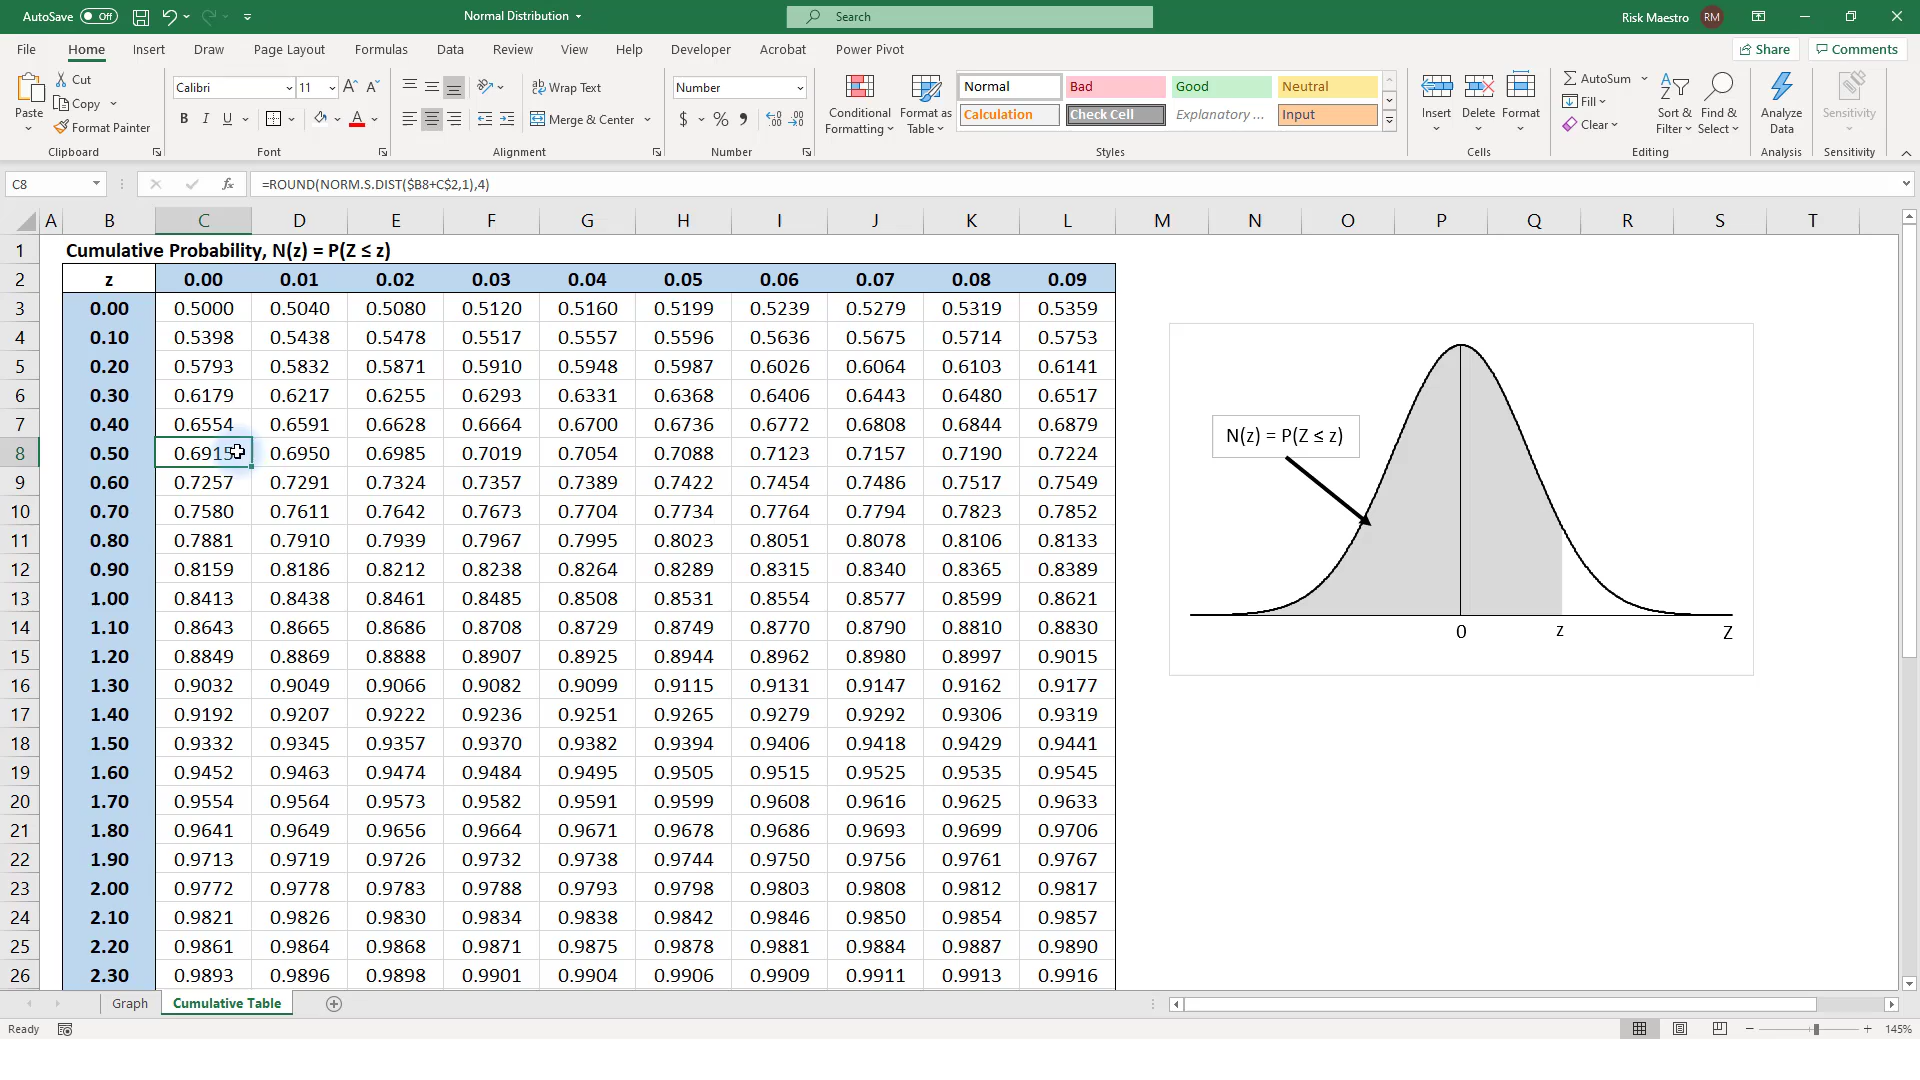 AutoSave Off Normal Distribution Search Risk Maestro RM
File Home Insert Draw Page Layout Formulas Data Review View Help Developer Acrobat Power Pivot Share Comments
Cut
Copy
Format Painter
Paste
Clipboard
Calibri 11
B I U
Font
Wrap Text
Merge & Center
Alignment
Number
$ % 9
Number
Conditional Formatting
Format as Table
Normal Bad Good Neutral
Calculation Check Cell Explanatory ... Input
Styles
Insert Delete Format
Cells
AutoSum
Fill
Clear
Sort & Filter
Find & Select
Editing
Analyze Data
Analysis
Sensitivity
Sensitivity
C8 fx =ROUND(NORM.S.DIST($B8+C$2,1),4)
A B C D E F G H I J K L M N O P Q R S T
1 Cumulative Probability, N(z) = P(Z ≤ z)
2 z 0.00 0.01 0.02 0.03 0.04 0.05 0.06 0.07 0.08 0.09
3 0.00 0.5000 0.5040 0.5080 0.5120 0.5160 0.5199 0.5239 0.5279 0.5319 0.5359
4 0.10 0.5398 0.5438 0.5478 0.5517 0.5557 0.5596 0.5636 0.5675 0.5714 0.5753
5 0.20 0.5793 0.5832 0.5871 0.5910 0.5948 0.5987 0.6026 0.6064 0.6103 0.6141
6 0.30 0.6179 0.6217 0.6255 0.6293 0.6331 0.6368 0.6406 0.6443 0.6480 0.6517
7 0.40 0.6554 0.6591 0.6628 0.6664 0.6700 0.6736 0.6772 0.6808 0.6844 0.6879
8 0.50 0.6915 0.6950 0.6985 0.7019 0.7054 0.7088 0.7123 0.7157 0.7190 0.7224
9 0.60 0.7257 0.7291 0.7324 0.7357 0.7389 0.7422 0.7454 0.7486 0.7517 0.7549
10 0.70 0.7580 0.7611 0.7642 0.7673 0.7704 0.7734 0.7764 0.7794 0.7823 0.7852
11 0.80 0.7881 0.7910 0.7939 0.7967 0.7995 0.8023 0.8051 0.8078 0.8106 0.8133
12 0.90 0.8159 0.8186 0.8212 0.8238 0.8264 0.8289 0.8315 0.8340 0.8365 0.8389
13 1.00 0.8413 0.8438 0.8461 0.8485 0.8508 0.8531 0.8554 0.8577 0.8599 0.8621
14 1.10 0.8643 0.8665 0.8686 0.8708 0.8729 0.8749 0.8770 0.8790 0.8810 0.8830
15 1.20 0.8849 0.8869 0.8888 0.8907 0.8925 0.8944 0.8962 0.8980 0.8997 0.9015
16 1.30 0.9032 0.9049 0.9066 0.9082 0.9099 0.9115 0.9131 0.9147 0.9162 0.9177
17 1.40 0.9192 0.9207 0.9222 0.9236 0.9251 0.9265 0.9279 0.9292 0.9306 0.9319
18 1.50 0.9332 0.9345 0.9357 0.9370 0.9382 0.9394 0.9406 0.9418 0.9429 0.9441
19 1.60 0.9452 0.9463 0.9474 0.9484 0.9495 0.9505 0.9515 0.9525 0.9535 0.9545
20 1.70 0.9554 0.9564 0.9573 0.9582 0.9591 0.9599 0.9608 0.9616 0.9625 0.9633
21 1.80 0.9641 0.9649 0.9656 0.9664 0.9671 0.9678 0.9686 0.9693 0.9699 0.9706
22 1.90 0.9713 0.9719 0.9726 0.9732 0.9738 0.9744 0.9750 0.9756 0.9761 0.9767
23 2.00 0.9772 0.9778 0.9783 0.9788 0.9793 0.9798 0.9803 0.9808 0.9812 0.9817
24 2.10 0.9821 0.9826 0.9830 0.9834 0.9838 0.9842 0.9846 0.9850 0.9854 0.9857
25 2.20 0.9861 0.9864 0.9868 0.9871 0.9875 0.9878 0.9881 0.9884 0.9887 0.9890
26 2.30 0.9893 0.9896 0.9898 0.9901 0.9904 0.9906 0.9909 0.9911 0.9913 0.9916
N(z) = P(Z ≤ z)
0 z Z
Graph Cumulative Table
Ready 145%